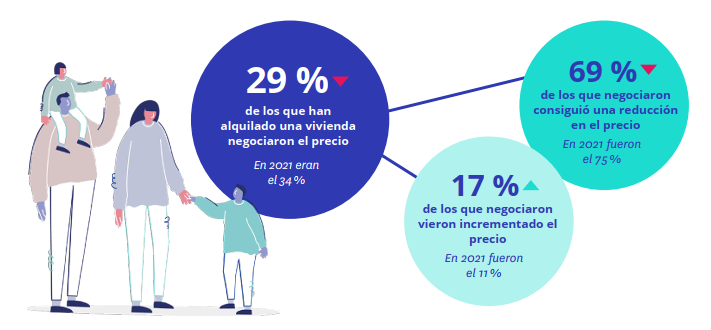 29 %
de los que han
alquilado una vivienda
negociaron el precio
En 2021 eran
el 34 %
69 %
de los que negociaron
consiguió una reducción
en el precio
En 2021 fueron
el 75 %
17 %
de los que negociaron
vieron incrementado el
precio
En 2021 fueron
el 11 %